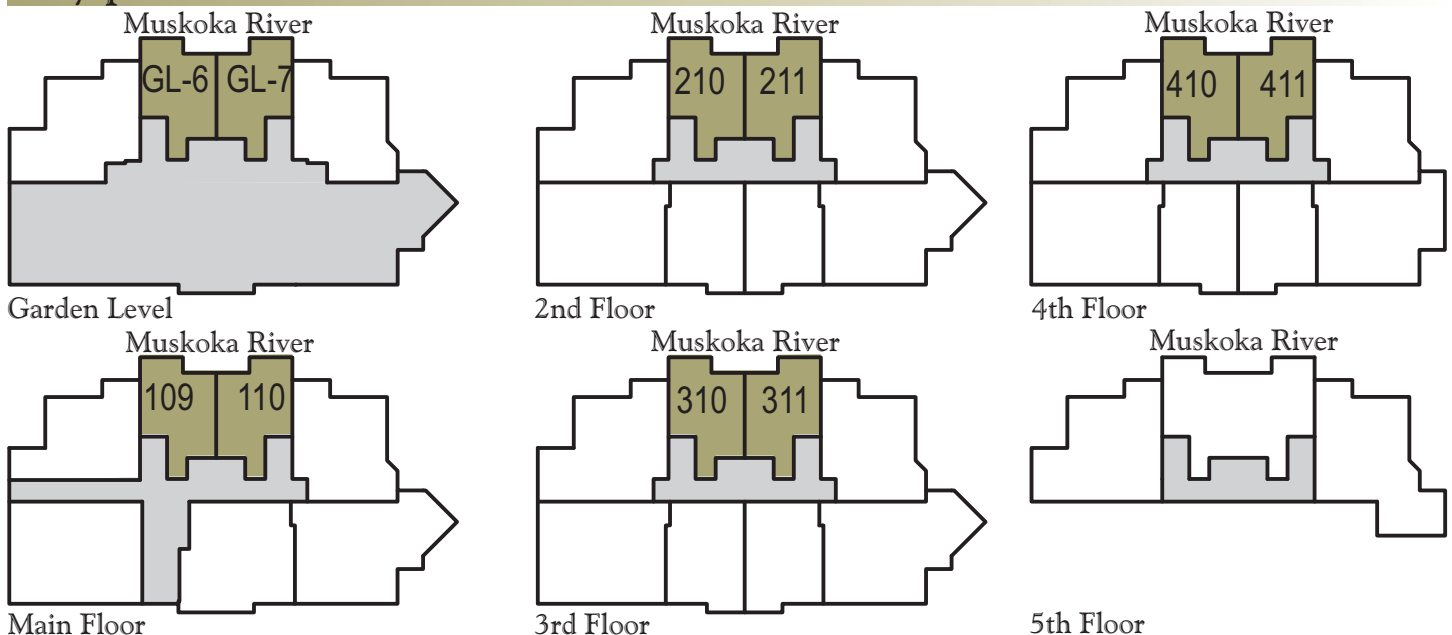 Muskoka River
GL-6 GL-7
Garden Level
Muskoka River
210 211
2nd Floor
Muskoka River
410 411
4th Floor
Muskoka River
109 110
Main Floor
Muskoka River
310 311
3rd Floor
Muskoka River
5th Floor